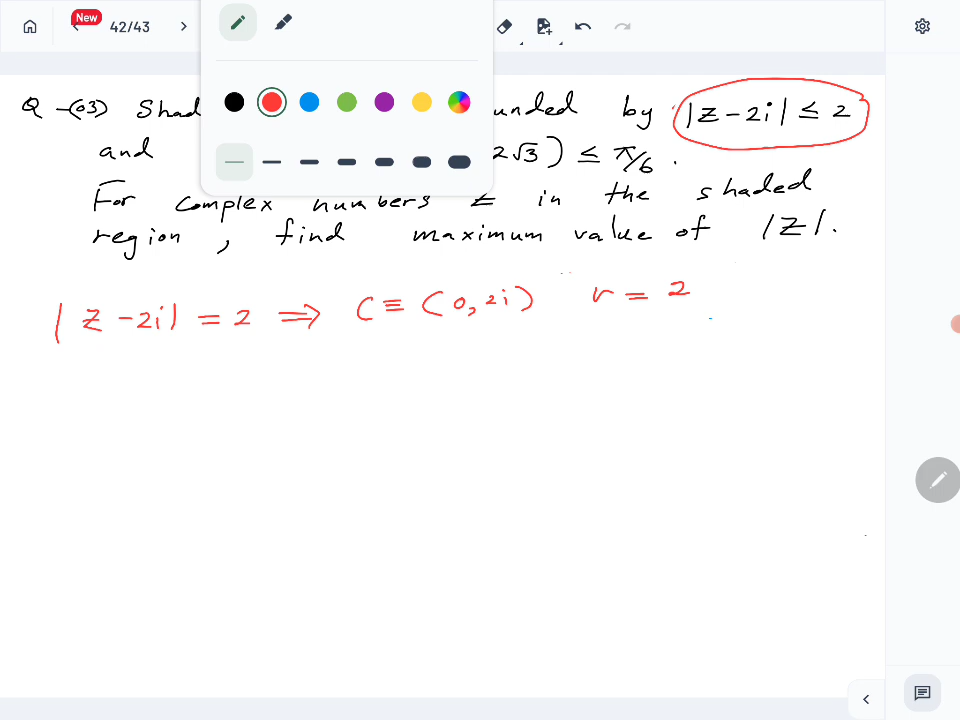 New
42/43
Q-(03) Shad unded by |z-2i| ≤ 2
and 2√3) ≤ π/6.
For complex numbers z in the shaded
region, find maximum value of |Z|.
|z-2i| = 2 ⟹ C ≡ (0, 2i) r = 2